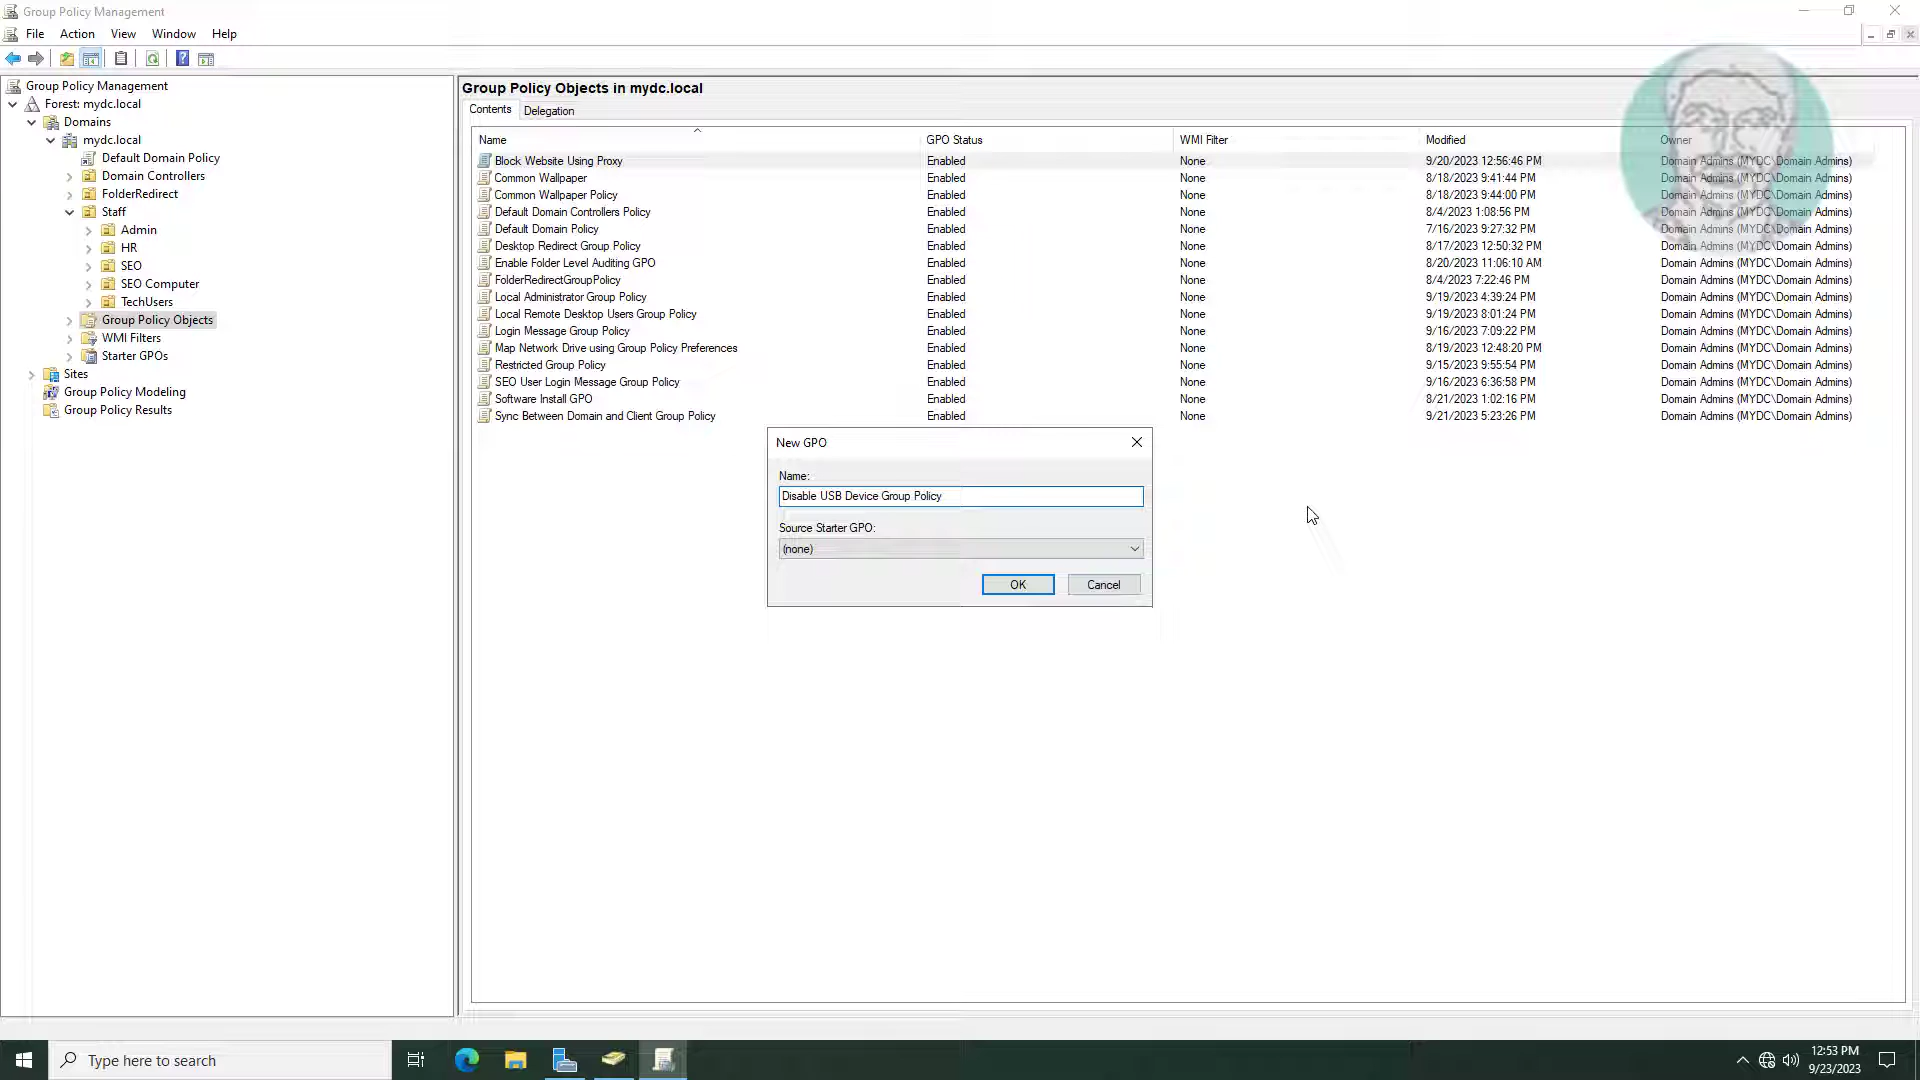 Group Policy Management
File Action View Window Help
Group Policy Management
Forest: mydc.local
Domains
mydc.local
Default Domain Policy
Domain Controllers
FolderRedirect
Staff
Admin
HR
SEO
SEO Computer
TechUsers
Group Policy Objects
WMI Filters
Starter GPOs
Sites
Group Policy Modeling
Group Policy Results
Group Policy Objects in mydc.local
Contents Delegation
Name GPO Status WMI Filter Modified Owner
Block Website Using Proxy Enabled None 9/20/2023 12:56:46 PM Domain Admins (MYDC\Domain Admins)
Common Wallpaper Enabled None 8/18/2023 9:41:44 PM Domain Admins (MYDC\Domain Admins)
Common Wallpaper Policy Enabled None 8/18/2023 9:44:00 PM Domain Admins (MYDC\Domain Admins)
Default Domain Controllers Policy Enabled None 8/4/2023 1:08:56 PM Domain Admins (MYDC\Domain Admins)
Default Domain Policy Enabled None 7/16/2023 9:27:32 PM Domain Admins (MYDC\Domain Admins)
Desktop Redirect Group Policy Enabled None 8/17/2023 12:50:32 PM Domain Admins (MYDC\Domain Admins)
Enable Folder Level Auditing GPO Enabled None 8/20/2023 11:06:10 AM Domain Admins (MYDC\Domain Admins)
FolderRedirectGroupPolicy Enabled None 8/4/2023 7:22:46 PM Domain Admins (MYDC\Domain Admins)
Local Administrator Group Policy Enabled None 9/19/2023 4:39:24 PM Domain Admins (MYDC\Domain Admins)
Local Remote Desktop Users Group Policy Enabled None 9/19/2023 8:01:24 PM Domain Admins (MYDC\Domain Admins)
Login Message Group Policy Enabled None 9/16/2023 7:09:22 PM Domain Admins (MYDC\Domain Admins)
Map Network Drive using Group Policy Preferences Enabled None 8/19/2023 12:48:20 PM Domain Admins (MYDC\Domain Admins)
Restricted Group Policy Enabled None 9/15/2023 9:55:54 PM Domain Admins (MYDC\Domain Admins)
SEO User Login Message Group Policy Enabled None 9/16/2023 6:36:58 PM Domain Admins (MYDC\Domain Admins)
Software Install GPO Enabled None 8/21/2023 1:02:16 PM Domain Admins (MYDC\Domain Admins)
Sync Between Domain and Client Group Policy Enabled None 9/21/2023 5:23:26 PM Domain Admins (MYDC\Domain Admins)
New GPO
Name:
Disable USB Device Group Policy
Source Starter GPO:
(none)
OK Cancel
Type here to search
12:53 PM
9/23/2023